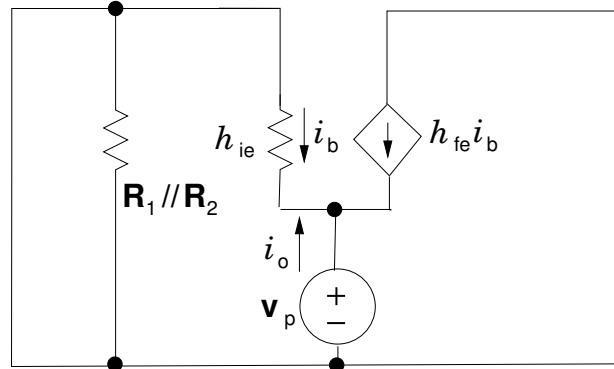 h_ie
i_b
h_fe i_b
R_1//R_2
i_o
v_p
+
−